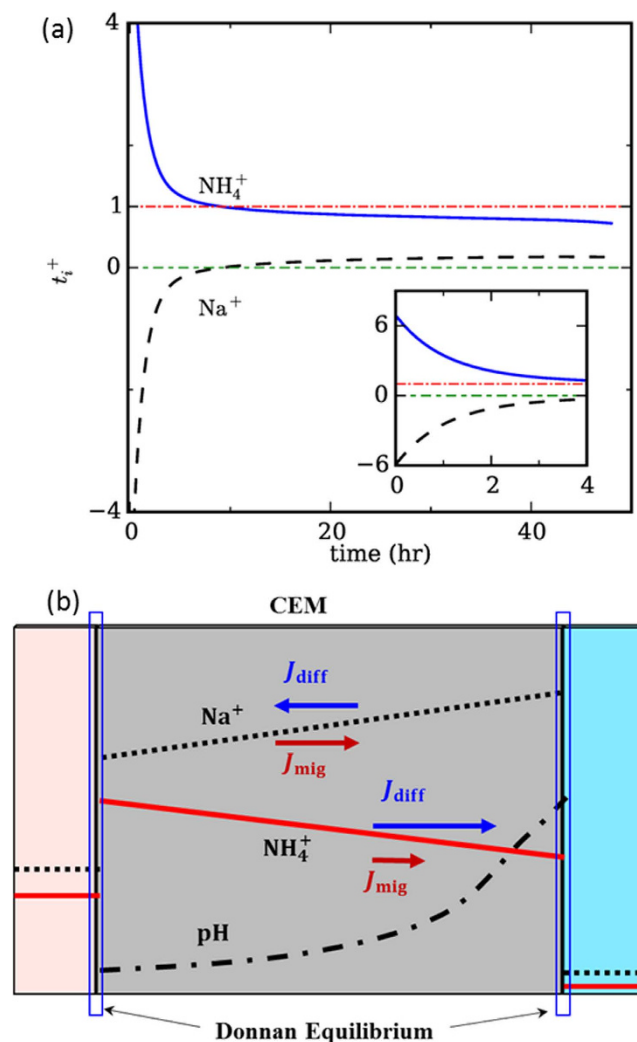 (a)
4
NH₄⁺
1
tᵢ⁺
0
Na⁺
6
0
−6
0 2 4
−4
0 20 40
time (hr)
(b)
CEM
J_diff
Na⁺
J_mig
J_diff
NH₄⁺
J_mig
pH
Donnan Equilibrium